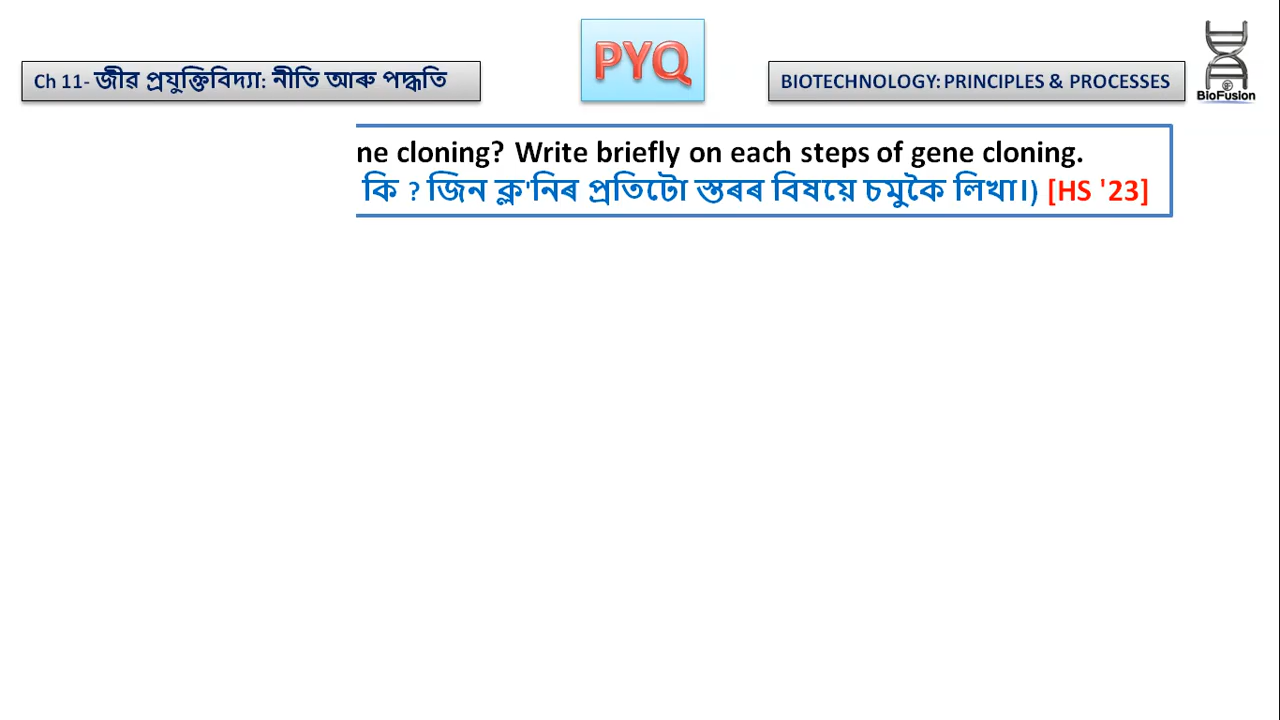 PYQ
Ch 11- জীৱ প্ৰযুক্তিবিদ্যা: নীতি আৰু পদ্ধতি
BIOTECHNOLOGY: PRINCIPLES & PROCESSES
BioFusion
ne cloning? Write briefly on each steps of gene cloning.
কি ? জিন ক্ল'নিৰ প্ৰতিটো স্তৰৰ বিষয়ে চমুকৈ লিখা।) [HS '23]